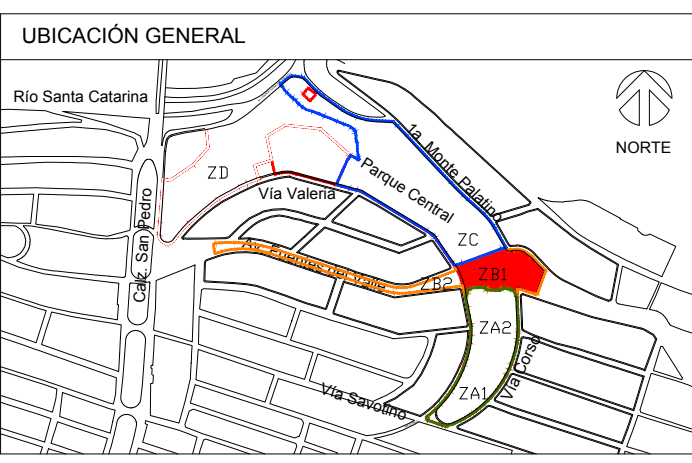 UBICACIÓN GENERAL
Río Santa Catarina
NORTE
1a. Monte Palatino
ZD
Parque Central
Vía Valeria
Calz. San Pedro
ZC
Av. Fuentes del Valle
ZB2
ZB1
ZA2
Vía Corso
Vía Savotino
ZA1